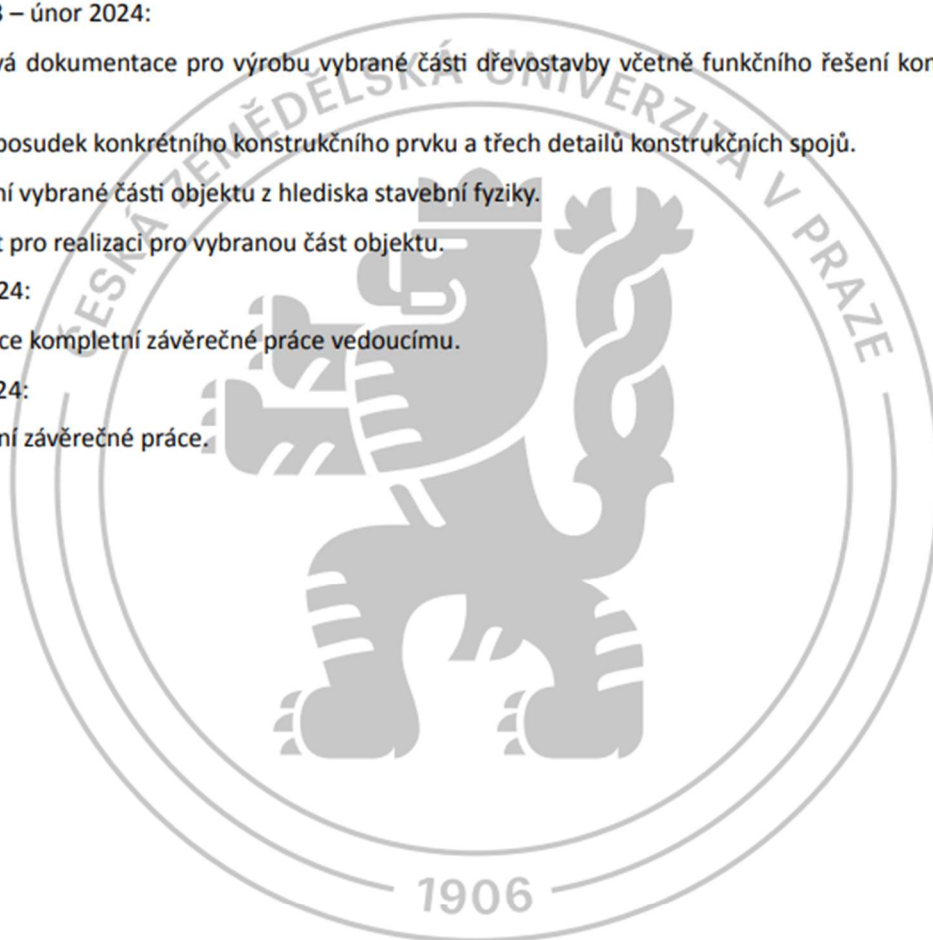 3 – únor 2024:
vá dokumentace pro výrobu vybrané části dřevostavby včetně funkčního řešení kon
posudek konkrétního konstrukčního prvku a třech detailů konstrukčních spojů.
ní vybrané části objektu z hlediska stavební fyziky.
t pro realizaci pro vybranou část objektu.
24:
ce kompletní závěrečné práce vedoucímu.
24:
ní závěrečné práce.
ČESKÁ ZEMĚDĚLSKÁ UNIVERZITA V PRAZE
1906